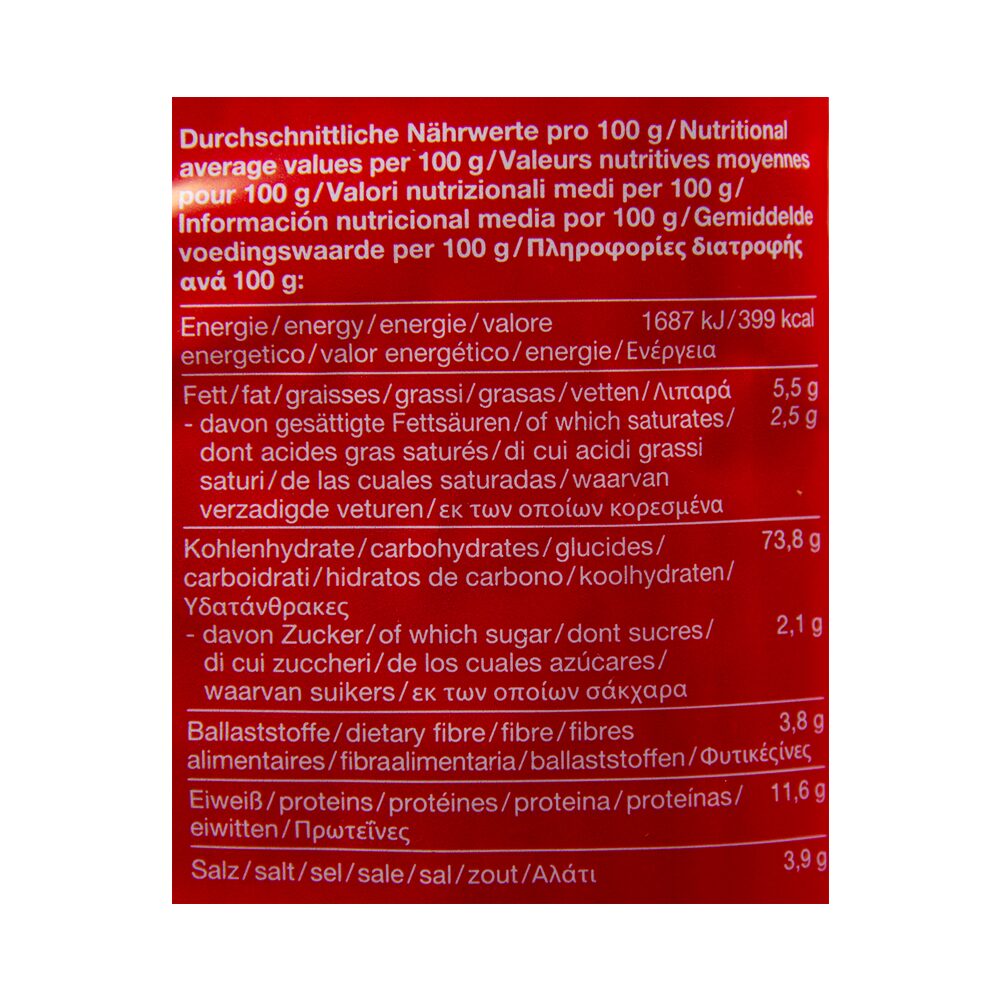 Durchschnittliche Nährwerte pro 100 g/Nutritional
average values per 100 g/Valeurs nutritives moyennes
pour 100 g/Valori nutrizionali medi per 100 g/
Información nutricional media por 100 g/Gemiddelde
voedingswaarde per 100 g/Πληροφορίες διατροφής
ανά 100 g:
Energie/energy/energie/valore 1687 kJ/399 kcal
energetico/valor energético/energie/Ενέργεια
Fett/fat/graisses/grassi/grasas/vetten/Λιπαρά 5,5 g
- davon gesättigte Fettsäuren/of which saturates/ 2,5 g
dont acides gras saturés/di cui acidi grassi
saturi/de las cuales saturadas/waarvan
verzadigde veturen/εκ των οποίων κορεσμένα
Kohlenhydrate/carbohydrates/glucides/ 73,8 g
carboidrati/hidratos de carbono/koolhydraten/
Υδατάνθρακες
- davon Zucker/of which sugar/dont sucres/ 2,1 g
di cui zuccheri/de los cuales azúcares/
waarvan suikers/εκ των οποίων σάκχαρα
Ballaststoffe/dietary fibre/fibre/fibres 3,8 g
alimentaires/fibraalimentaria/ballaststoffen/Φυτικέςίνες
Eiweiß/proteins/protéines/proteina/proteínas/ 11,6 g
eiwitten/Πρωτεΐνες
Salz/salt/sel/sale/sal/zout/Αλάτι 3,9 g